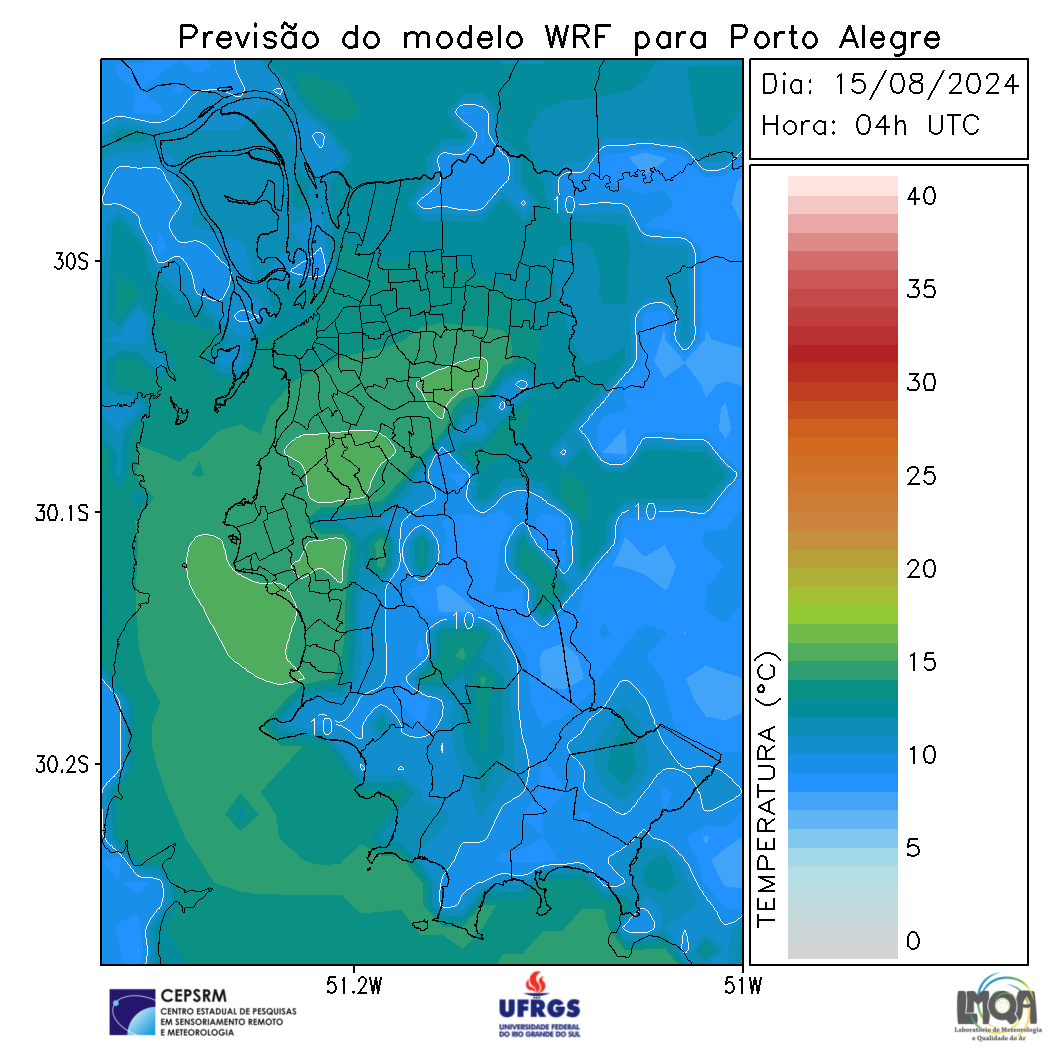 Previsão do modelo WRF para Porto Alegre
Dia: 15/08/2024
Hora: 04h UTC
40
35
30
25
20
15
10
5
0
TEMPERATURA (°C)
30S
30.1S
30.2S
51.2W
51W
10
10
10
10
CEPSRM
CENTRO ESTADUAL DE PESQUISAS
EM SENSORIAMENTO REMOTO
E METEOROLOGIA
UFRGS
UNIVERSIDADE FEDERAL
DO RIO GRANDE DO SUL
LMQA
Laboratório de Meteorologia
e Qualidade do Ar